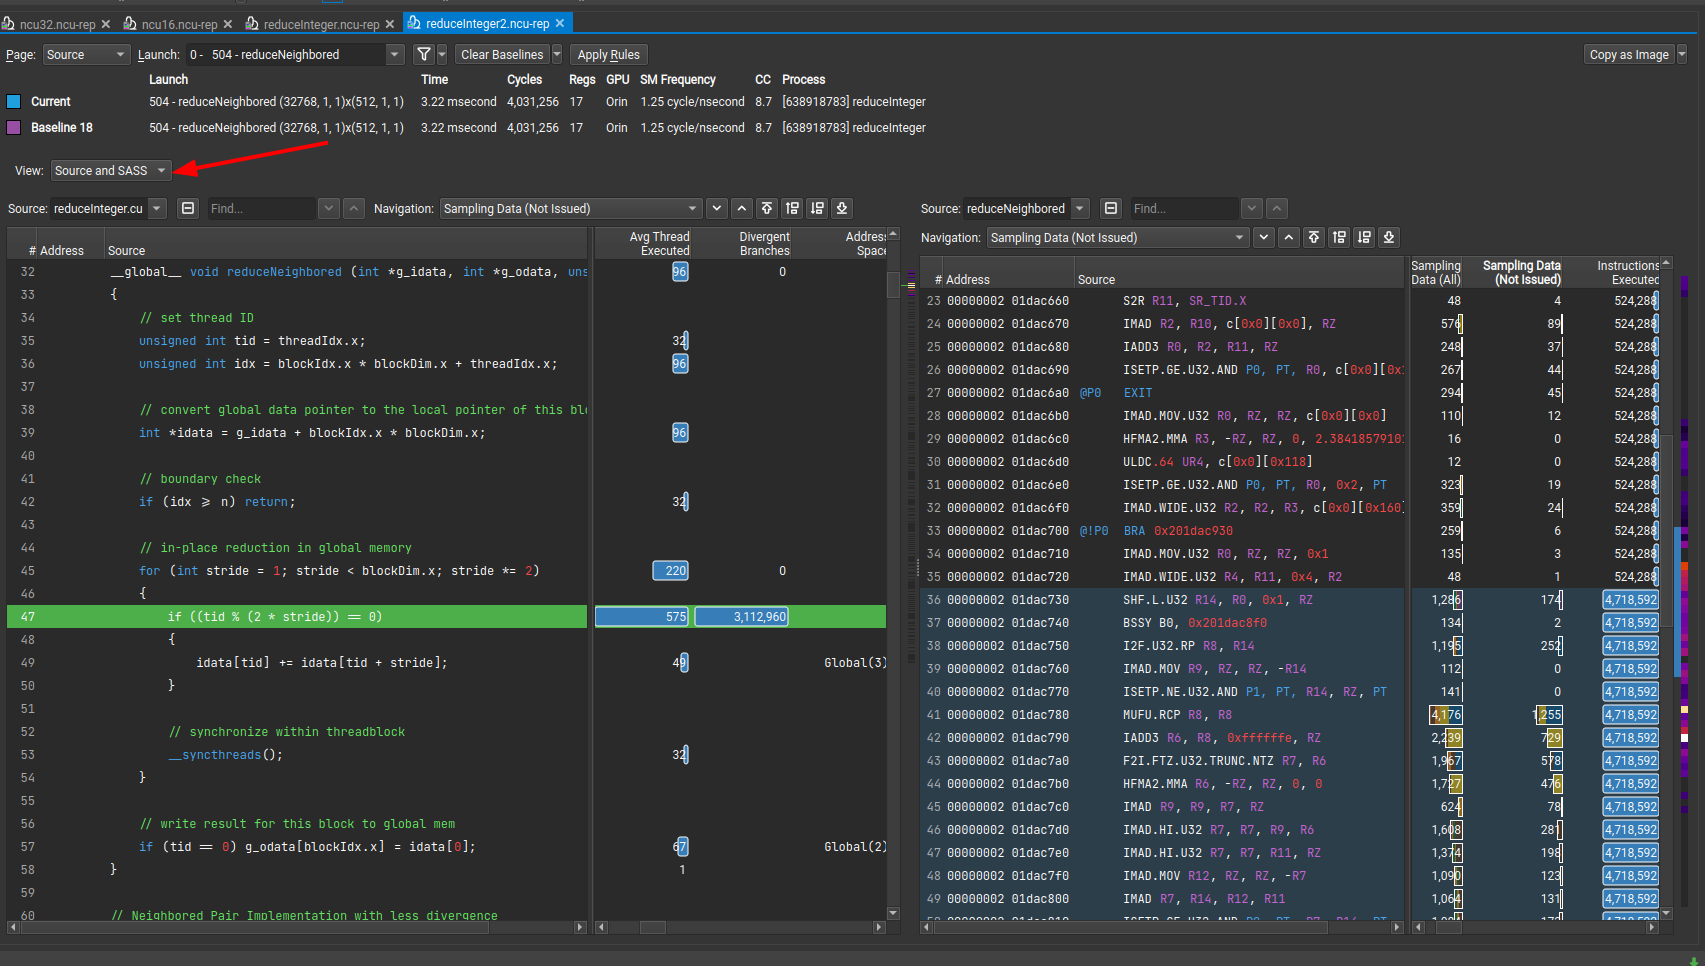 ncu32.ncu-rep ncu16.ncu-rep reduceInteger.ncu-rep reduceInteger2.ncu-rep
Page: Source Launch: 0 - 504 - reduceNeighbored Clear Baselines Apply Rules Copy as Image
Launch Time Cycles Regs GPU SM Frequency CC Process
Current 504 - reduceNeighbored (32768, 1, 1)x(512, 1, 1) 3.22 msecond 4,031,256 17 Orin 1.25 cycle/nsecond 8.7 [638918783] reduceInteger
Baseline 18 504 - reduceNeighbored (32768, 1, 1)x(512, 1, 1) 3.22 msecond 4,031,256 17 Orin 1.25 cycle/nsecond 8.7 [638918783] reduceInteger
View: Source and SASS
Source: reduceInteger.cu Find... Navigation: Sampling Data (Not Issued)
# Address Source Avg Thread Executed Divergent Branches Address Space
32 __global__ void reduceNeighbored (int *g_idata, int *g_odata, uns 96 0
33 {
34 // set thread ID
35 unsigned int tid = threadIdx.x; 32
36 unsigned int idx = blockIdx.x * blockDim.x + threadIdx.x; 96
37
38 // convert global data pointer to the local pointer of this blo
39 int *idata = g_idata + blockIdx.x * blockDim.x; 96
40
41 // boundary check
42 if (idx >= n) return; 32
43
44 // in-place reduction in global memory
45 for (int stride = 1; stride < blockDim.x; stride *= 2) 220 0
46 {
47 if ((tid % (2 * stride)) == 0) 575 3,112,960
48 {
49 idata[tid] += idata[tid + stride]; 49 Global(3)
50 }
51
52 // synchronize within threadblock
53 __syncthreads(); 32
54 }
55
56 // write result for this block to global mem
57 if (tid == 0) g_odata[blockIdx.x] = idata[0]; 67 Global(2)
58 } 1
59
60 // Neighbored Pair Implementation with less divergence
Source: reduceNeighbored Find...
Navigation: Sampling Data (Not Issued)
# Address Source Sampling Data (All) Sampling Data (Not Issued) Instructions Executed
23 00000002 01dac660 S2R R11, SR_TID.X 48 4 524,288
24 00000002 01dac670 IMAD R2, R10, c[0x0][0x0], RZ 576 89 524,288
25 00000002 01dac680 IADD3 R0, R2, R11, RZ 248 37 524,288
26 00000002 01dac690 ISETP.GE.U32.AND P0, PT, R0, c[0x0][0x1 267 44 524,288
27 00000002 01dac6a0 @P0 EXIT 294 45 524,288
28 00000002 01dac6b0 IMAD.MOV.U32 R0, RZ, RZ, c[0x0][0x0] 110 12 524,288
29 00000002 01dac6c0 HFMA2.MMA R3, -RZ, RZ, 0, 2.38418579101 16 0 524,288
30 00000002 01dac6d0 ULDC.64 UR4, c[0x0][0x118] 12 0 524,288
31 00000002 01dac6e0 ISETP.GE.U32.AND P0, PT, R0, 0x2, PT 323 19 524,288
32 00000002 01dac6f0 IMAD.WIDE.U32 R2, R2, R3, c[0x0][0x160] 359 24 524,288
33 00000002 01dac700 @!P0 BRA 0x201dac930 259 6 524,288
34 00000002 01dac710 IMAD.MOV.U32 R0, RZ, RZ, 0x1 135 3 524,288
35 00000002 01dac720 IMAD.WIDE.U32 R4, R11, 0x4, R2 48 1 524,288
36 00000002 01dac730 SHF.L.U32 R14, R0, 0x1, RZ 1,286 174 4,718,592
37 00000002 01dac740 BSSY B0, 0x201dac8f0 134 2 4,718,592
38 00000002 01dac750 I2F.U32.RP R8, R14 1,195 252 4,718,592
39 00000002 01dac760 IMAD.MOV R9, RZ, RZ, -R14 112 0 4,718,592
40 00000002 01dac770 ISETP.NE.U32.AND P1, PT, R14, RZ, PT 141 0 4,718,592
41 00000002 01dac780 MUFU.RCP R8, R8 4,176 1,255 4,718,592
42 00000002 01dac790 IADD3 R6, R8, 0xffffffe, RZ 2,239 729 4,718,592
43 00000002 01dac7a0 F2I.FTZ.U32.TRUNC.NTZ R7, R6 1,967 578 4,718,592
44 00000002 01dac7b0 HFMA2.MMA R6, -RZ, RZ, 0, 0 1,727 476 4,718,592
45 00000002 01dac7c0 IMAD R9, R9, R7, RZ 624 78 4,718,592
46 00000002 01dac7d0 IMAD.HI.U32 R7, R7, R9, R6 1,608 281 4,718,592
47 00000002 01dac7e0 IMAD.HI.U32 R7, R7, R11, RZ 1,374 198 4,718,592
48 00000002 01dac7f0 IMAD.MOV R12, RZ, RZ, -R7 1,090 123 4,718,592
49 00000002 01dac800 IMAD R7, R14, R12, R11 1,064 131 4,718,592